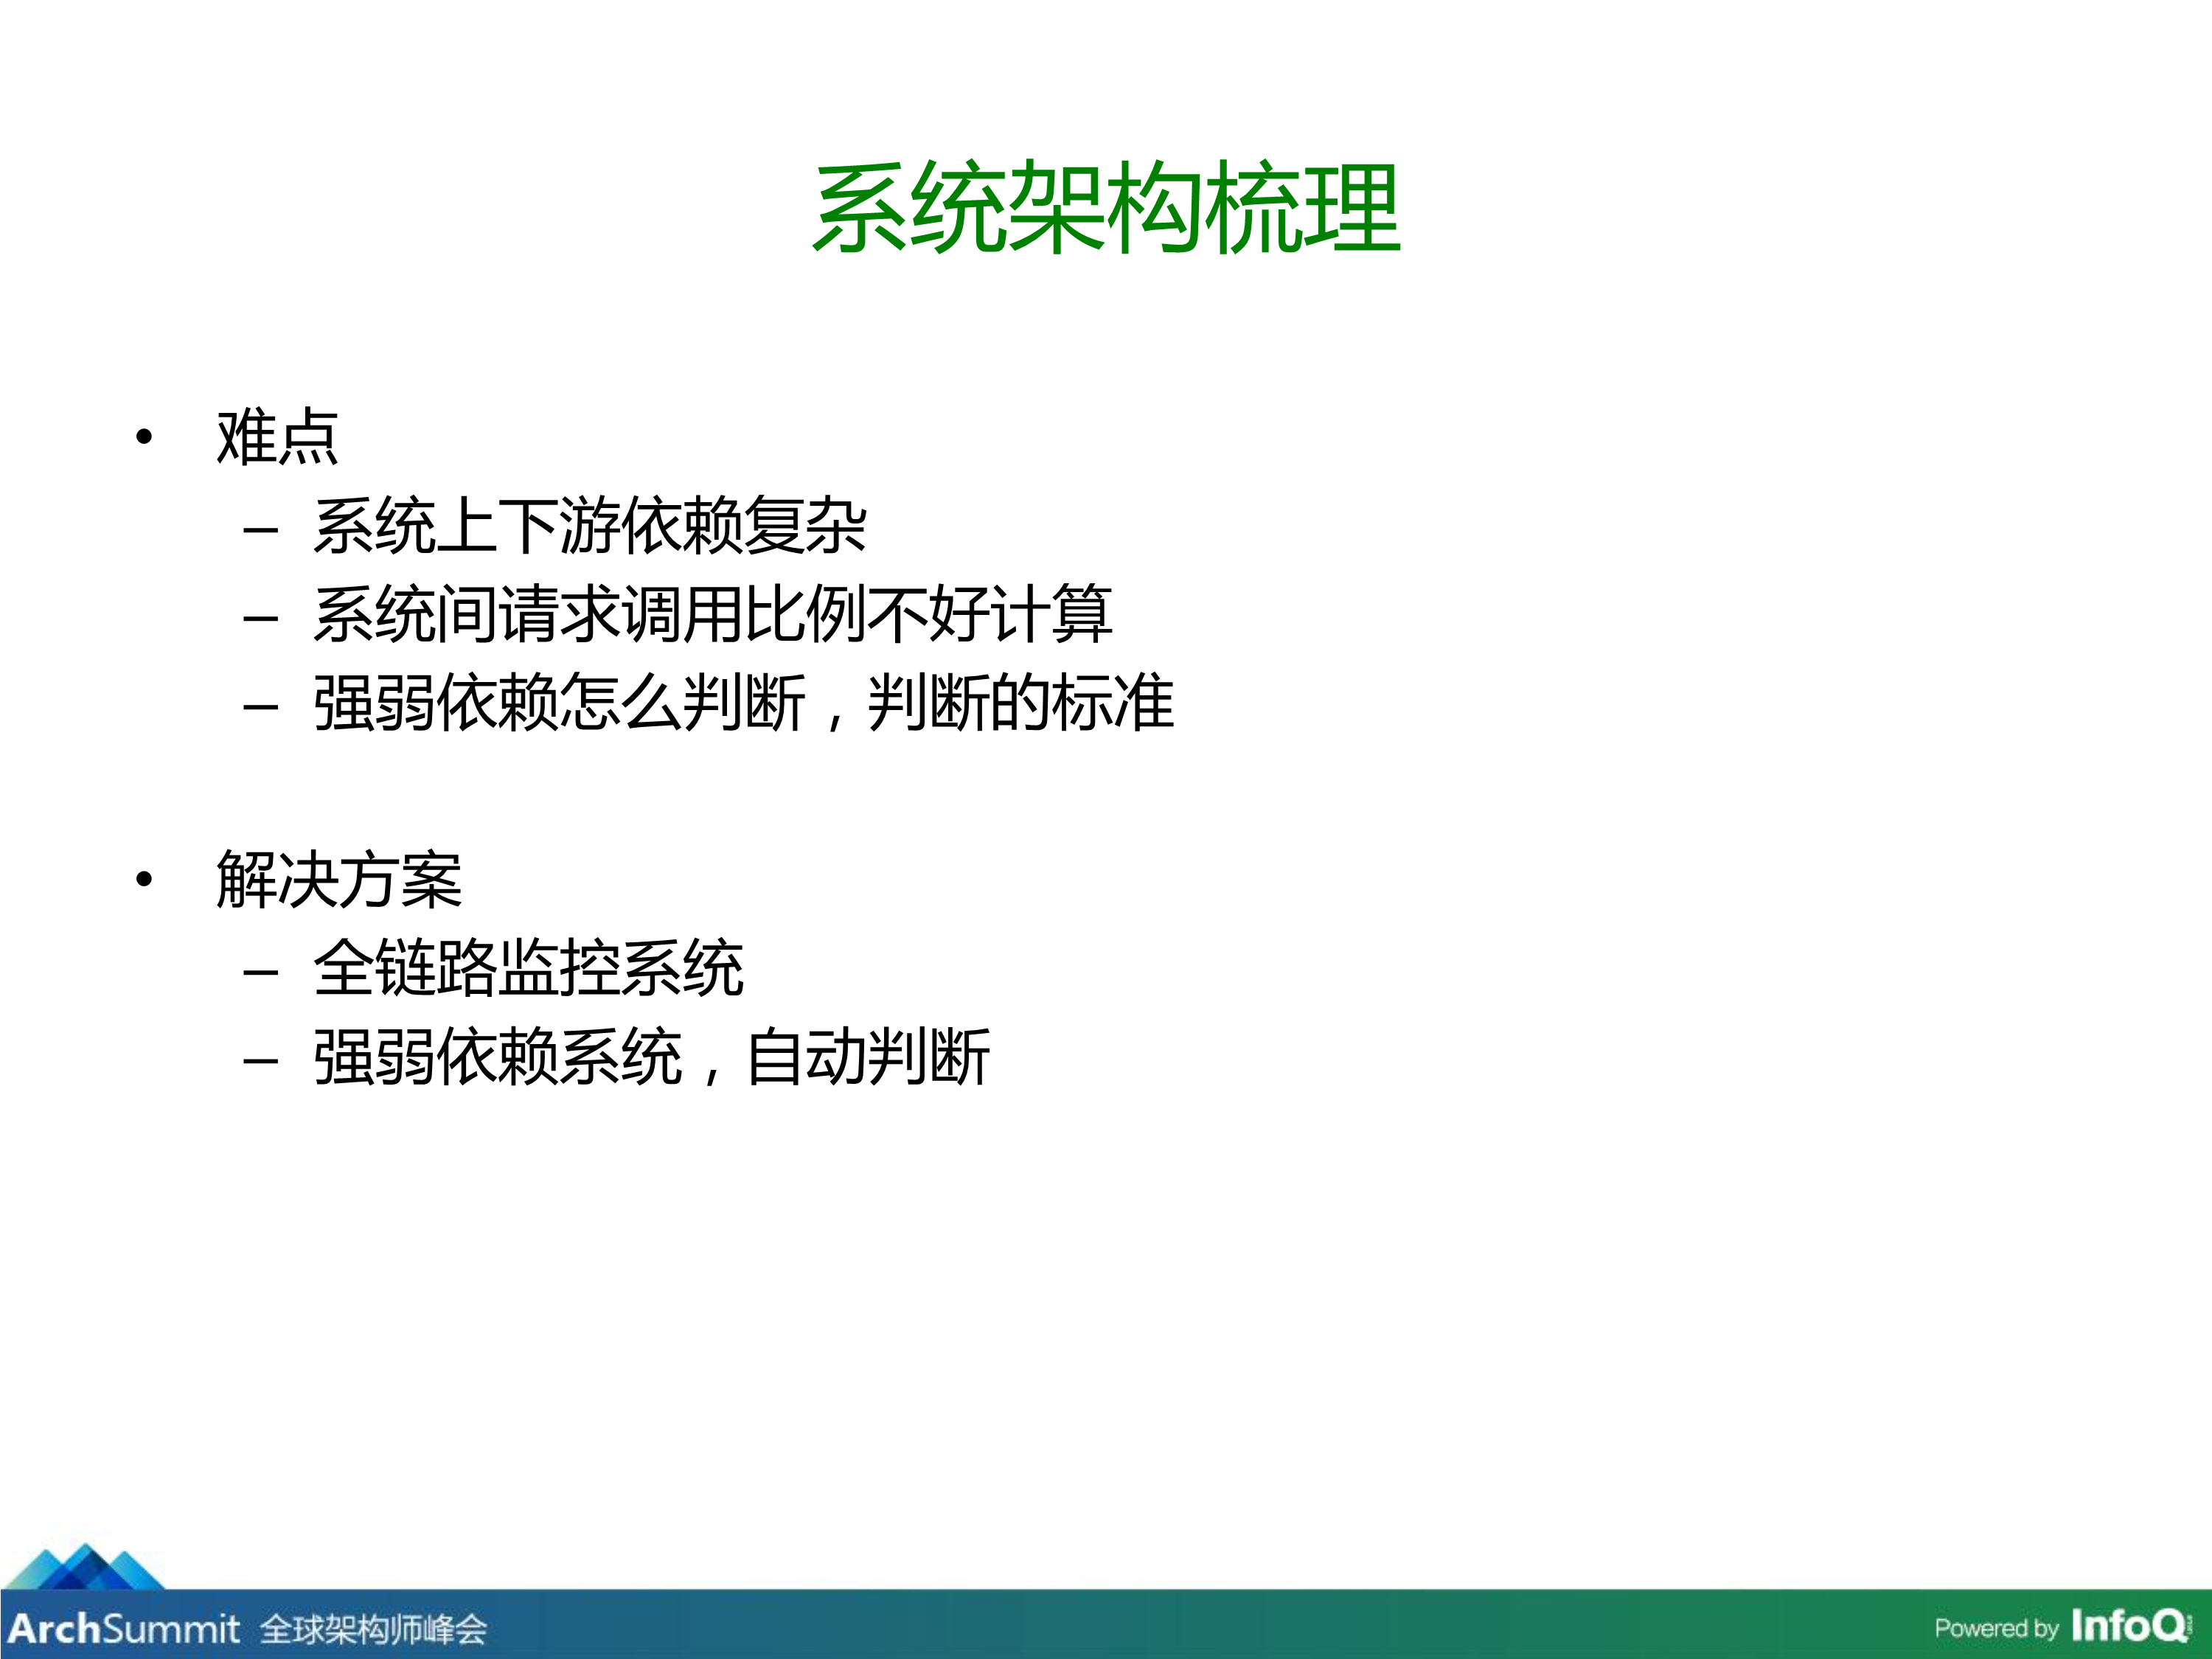 系统架构梳理
• 难点
– 系统上下游依赖复杂
– 系统间请求调用比例不好计算
– 强弱依赖怎么判断，判断的标准
• 解决方案
– 全链路监控系统
– 强弱依赖系统，自动判断
ArchSummit 全球架构师峰会
Powered by InfoQ